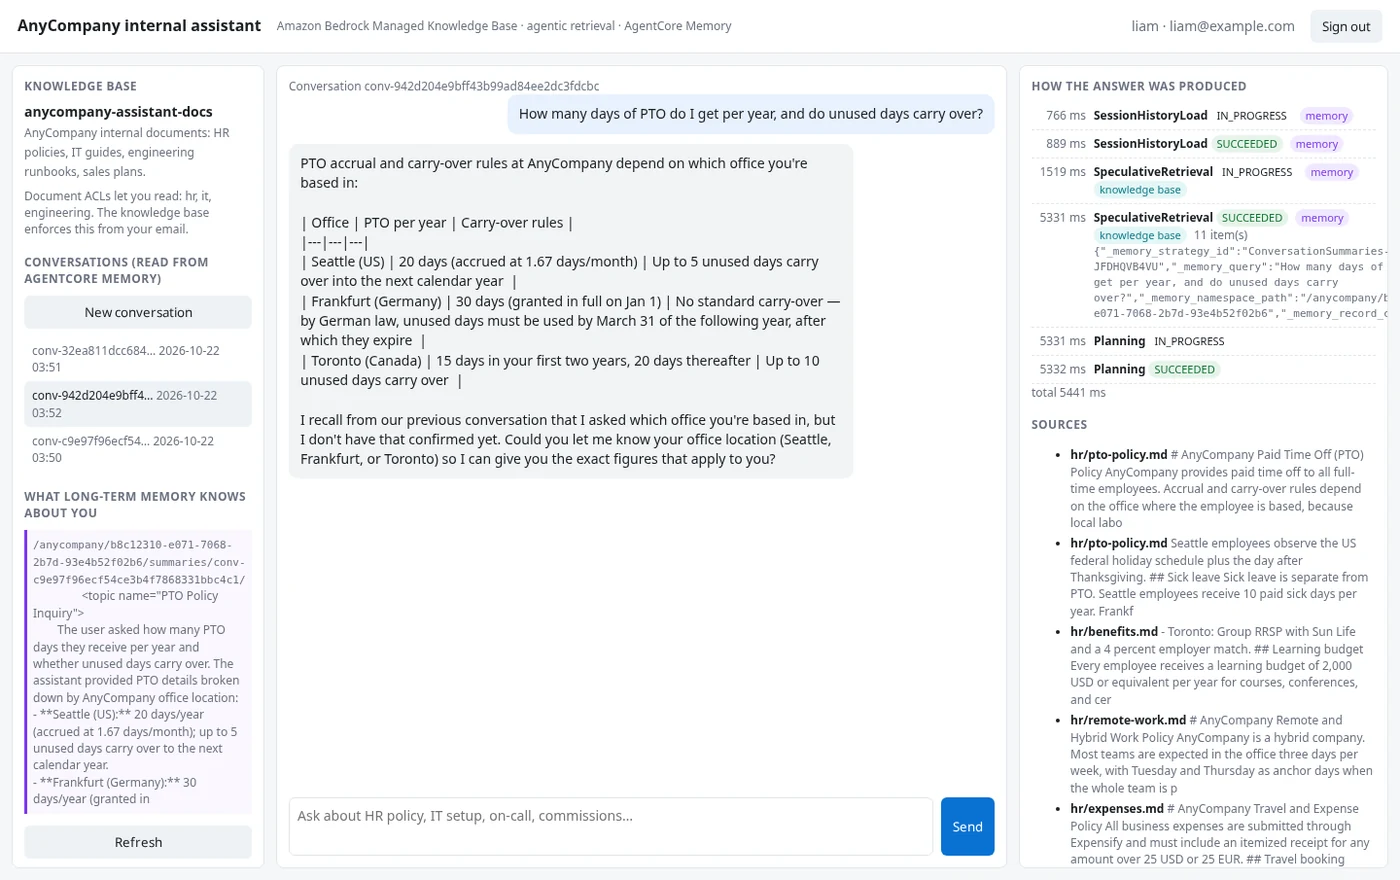 AnyCompany internal assistant
Amazon Bedrock Managed Knowledge Base · agentic retrieval · AgentCore Memory
liam · liam@example.com
Sign out
KNOWLEDGE BASE
anycompany-assistant-docs
AnyCompany internal documents: HR
policies, IT guides, engineering
runbooks, sales plans.
Document ACLs let you read: hr, it,
engineering. The knowledge base
enforces this from your email.
CONVERSATIONS (READ FROM
AGENTCORE MEMORY)
New conversation
conv-32ea811dcc684... 2026-10-22
03:51
conv-942d204e9bff4... 2026-10-22
03:52
conv-c9e97f96ecf54... 2026-10-22
03:50
WHAT LONG-TERM MEMORY KNOWS
ABOUT YOU
/anycompany/b8c12310-e071-7068-
2b7d-93e4b52f02b6/summaries/conv-
c9e97f96ecf54ce3b4f7868331bbc4c1/
<topic name="PTO Policy
Inquiry">
The user asked how many PTO
days they receive per year and
whether unused days carry over. The
assistant provided PTO details broken
down by AnyCompany office location:
- **Seattle (US):** 20 days/year
(accrued at 1.67 days/month); up to 5
unused days carry over to the next
calendar year.
- **Frankfurt (Germany):** 30
days/year (granted in
Refresh
Conversation conv-942d204e9bff43b99ad84ee2dc3fdcbc
How many days of PTO do I get per year, and do unused days carry over?
PTO accrual and carry-over rules at AnyCompany depend on which office you're
based in:
| Office | PTO per year | Carry-over rules |
|---|---|---|
| Seattle (US) | 20 days (accrued at 1.67 days/month) | Up to 5 unused days carry
over into the next calendar year |
| Frankfurt (Germany) | 30 days (granted in full on Jan 1) | No standard carry-over —
by German law, unused days must be used by March 31 of the following year, after
which they expire |
| Toronto (Canada) | 15 days in your first two years, 20 days thereafter | Up to 10
unused days carry over |
I recall from our previous conversation that I asked which office you're based in, but
I don't have that confirmed yet. Could you let me know your office location (Seattle,
Frankfurt, or Toronto) so I can give you the exact figures that apply to you?
Ask about HR policy, IT setup, on-call, commissions...
Send
HOW THE ANSWER WAS PRODUCED
766 ms SessionHistoryLoad IN_PROGRESS memory
889 ms SessionHistoryLoad SUCCEEDED memory
1519 ms SpeculativeRetrieval IN_PROGRESS memory
knowledge base
5331 ms SpeculativeRetrieval SUCCEEDED memory
knowledge base 11 item(s)
{"_memory_strategy_id":"ConversationSummaries-
JFDHQVB4VU","_memory_query":"How many days of
get per year, and do unused days carry
over?","_memory_namespace_path":"/anycompany/b
e071-7068-2b7d-93e4b52f02b6","_memory_record_c
5331 ms Planning IN_PROGRESS
5332 ms Planning SUCCEEDED
total 5441 ms
SOURCES
• hr/pto-policy.md # AnyCompany Paid Time Off (PTO)
Policy AnyCompany provides paid time off to all full-
time employees. Accrual and carry-over rules depend
on the office where the employee is based, because
local labo
• hr/pto-policy.md Seattle employees observe the US
federal holiday schedule plus the day after
Thanksgiving. ## Sick leave Sick leave is separate from
PTO. Seattle employees receive 10 paid sick days per
year. Frankf
• hr/benefits.md - Toronto: Group RRSP with Sun Life
and a 4 percent employer match. ## Learning budget
Every employee receives a learning budget of 2,000
USD or equivalent per year for courses, conferences,
and cer
• hr/remote-work.md # AnyCompany Remote and
Hybrid Work Policy AnyCompany is a hybrid company.
Most teams are expected in the office three days per
week, with Tuesday and Thursday as anchor days when
the whole team is p
• hr/expenses.md # AnyCompany Travel and Expense
Policy All business expenses are submitted through
Expensify and must include an itemized receipt for any
amount over 25 USD or 25 EUR. ## Travel booking